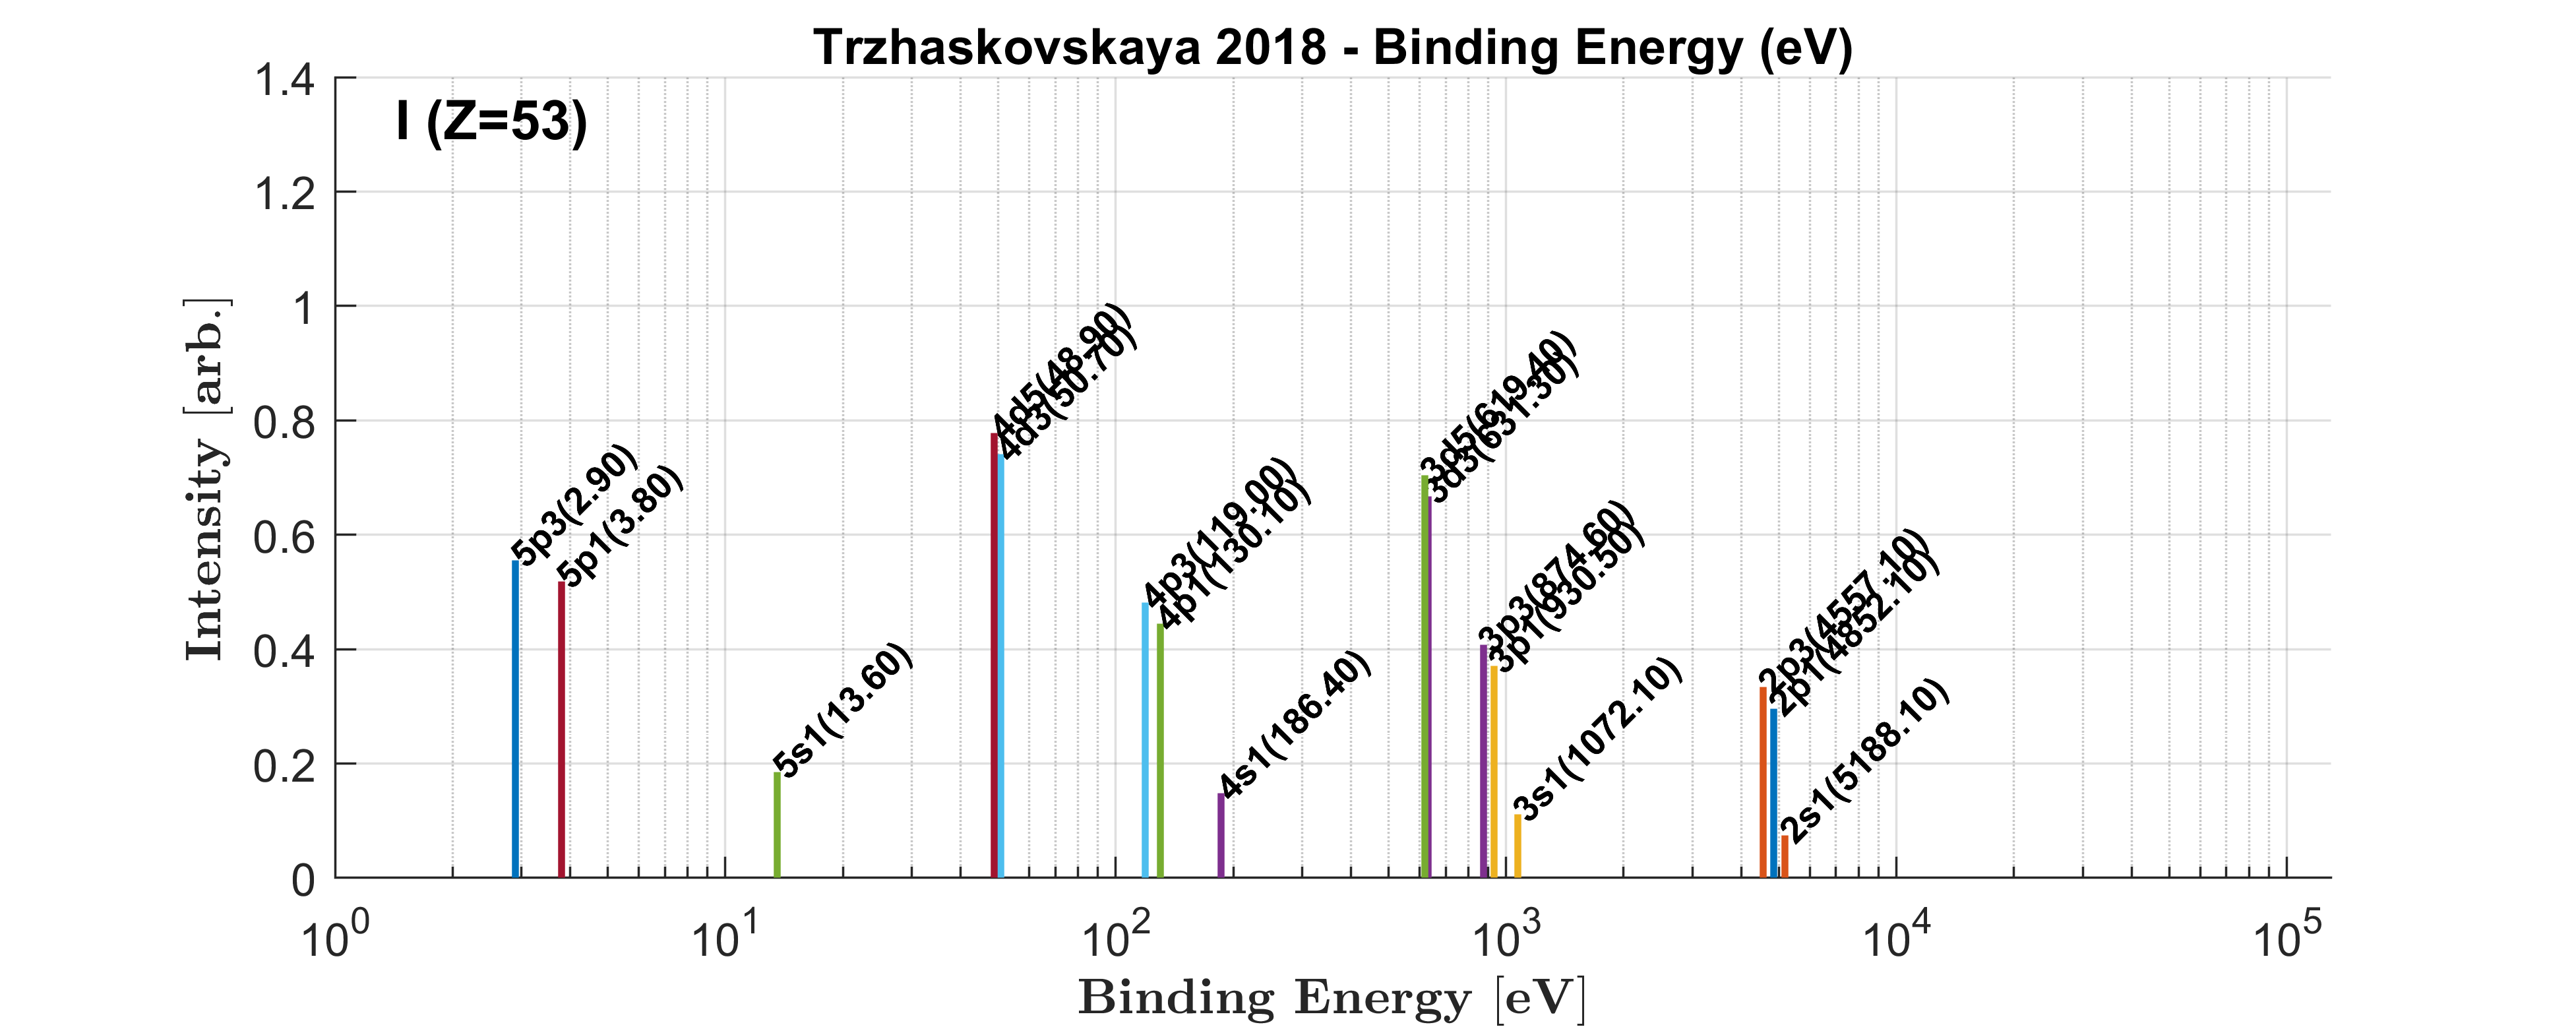 Trzhaskovskaya 2018 - Binding Energy (eV)
I (Z=53)
1.4
1.2
1
0.8
0.6
0.4
0.2
0
Intensity [arb.]
5p3(2.90)
5p1(3.80)
5s1(13.60)
4d5(48.90)
4d3(50.70)
4p3(119.00)
4p1(130.10)
4s1(186.40)
3d5(619.40)
3d3(631.30)
3p3(874.60)
3p1(930.50)
3s1(1072.10)
2p3(4557.10)
2p1(4852.10)
2s1(5188.10)
10^0 10^1 10^2 10^3 10^4 10^5
Binding Energy [eV]